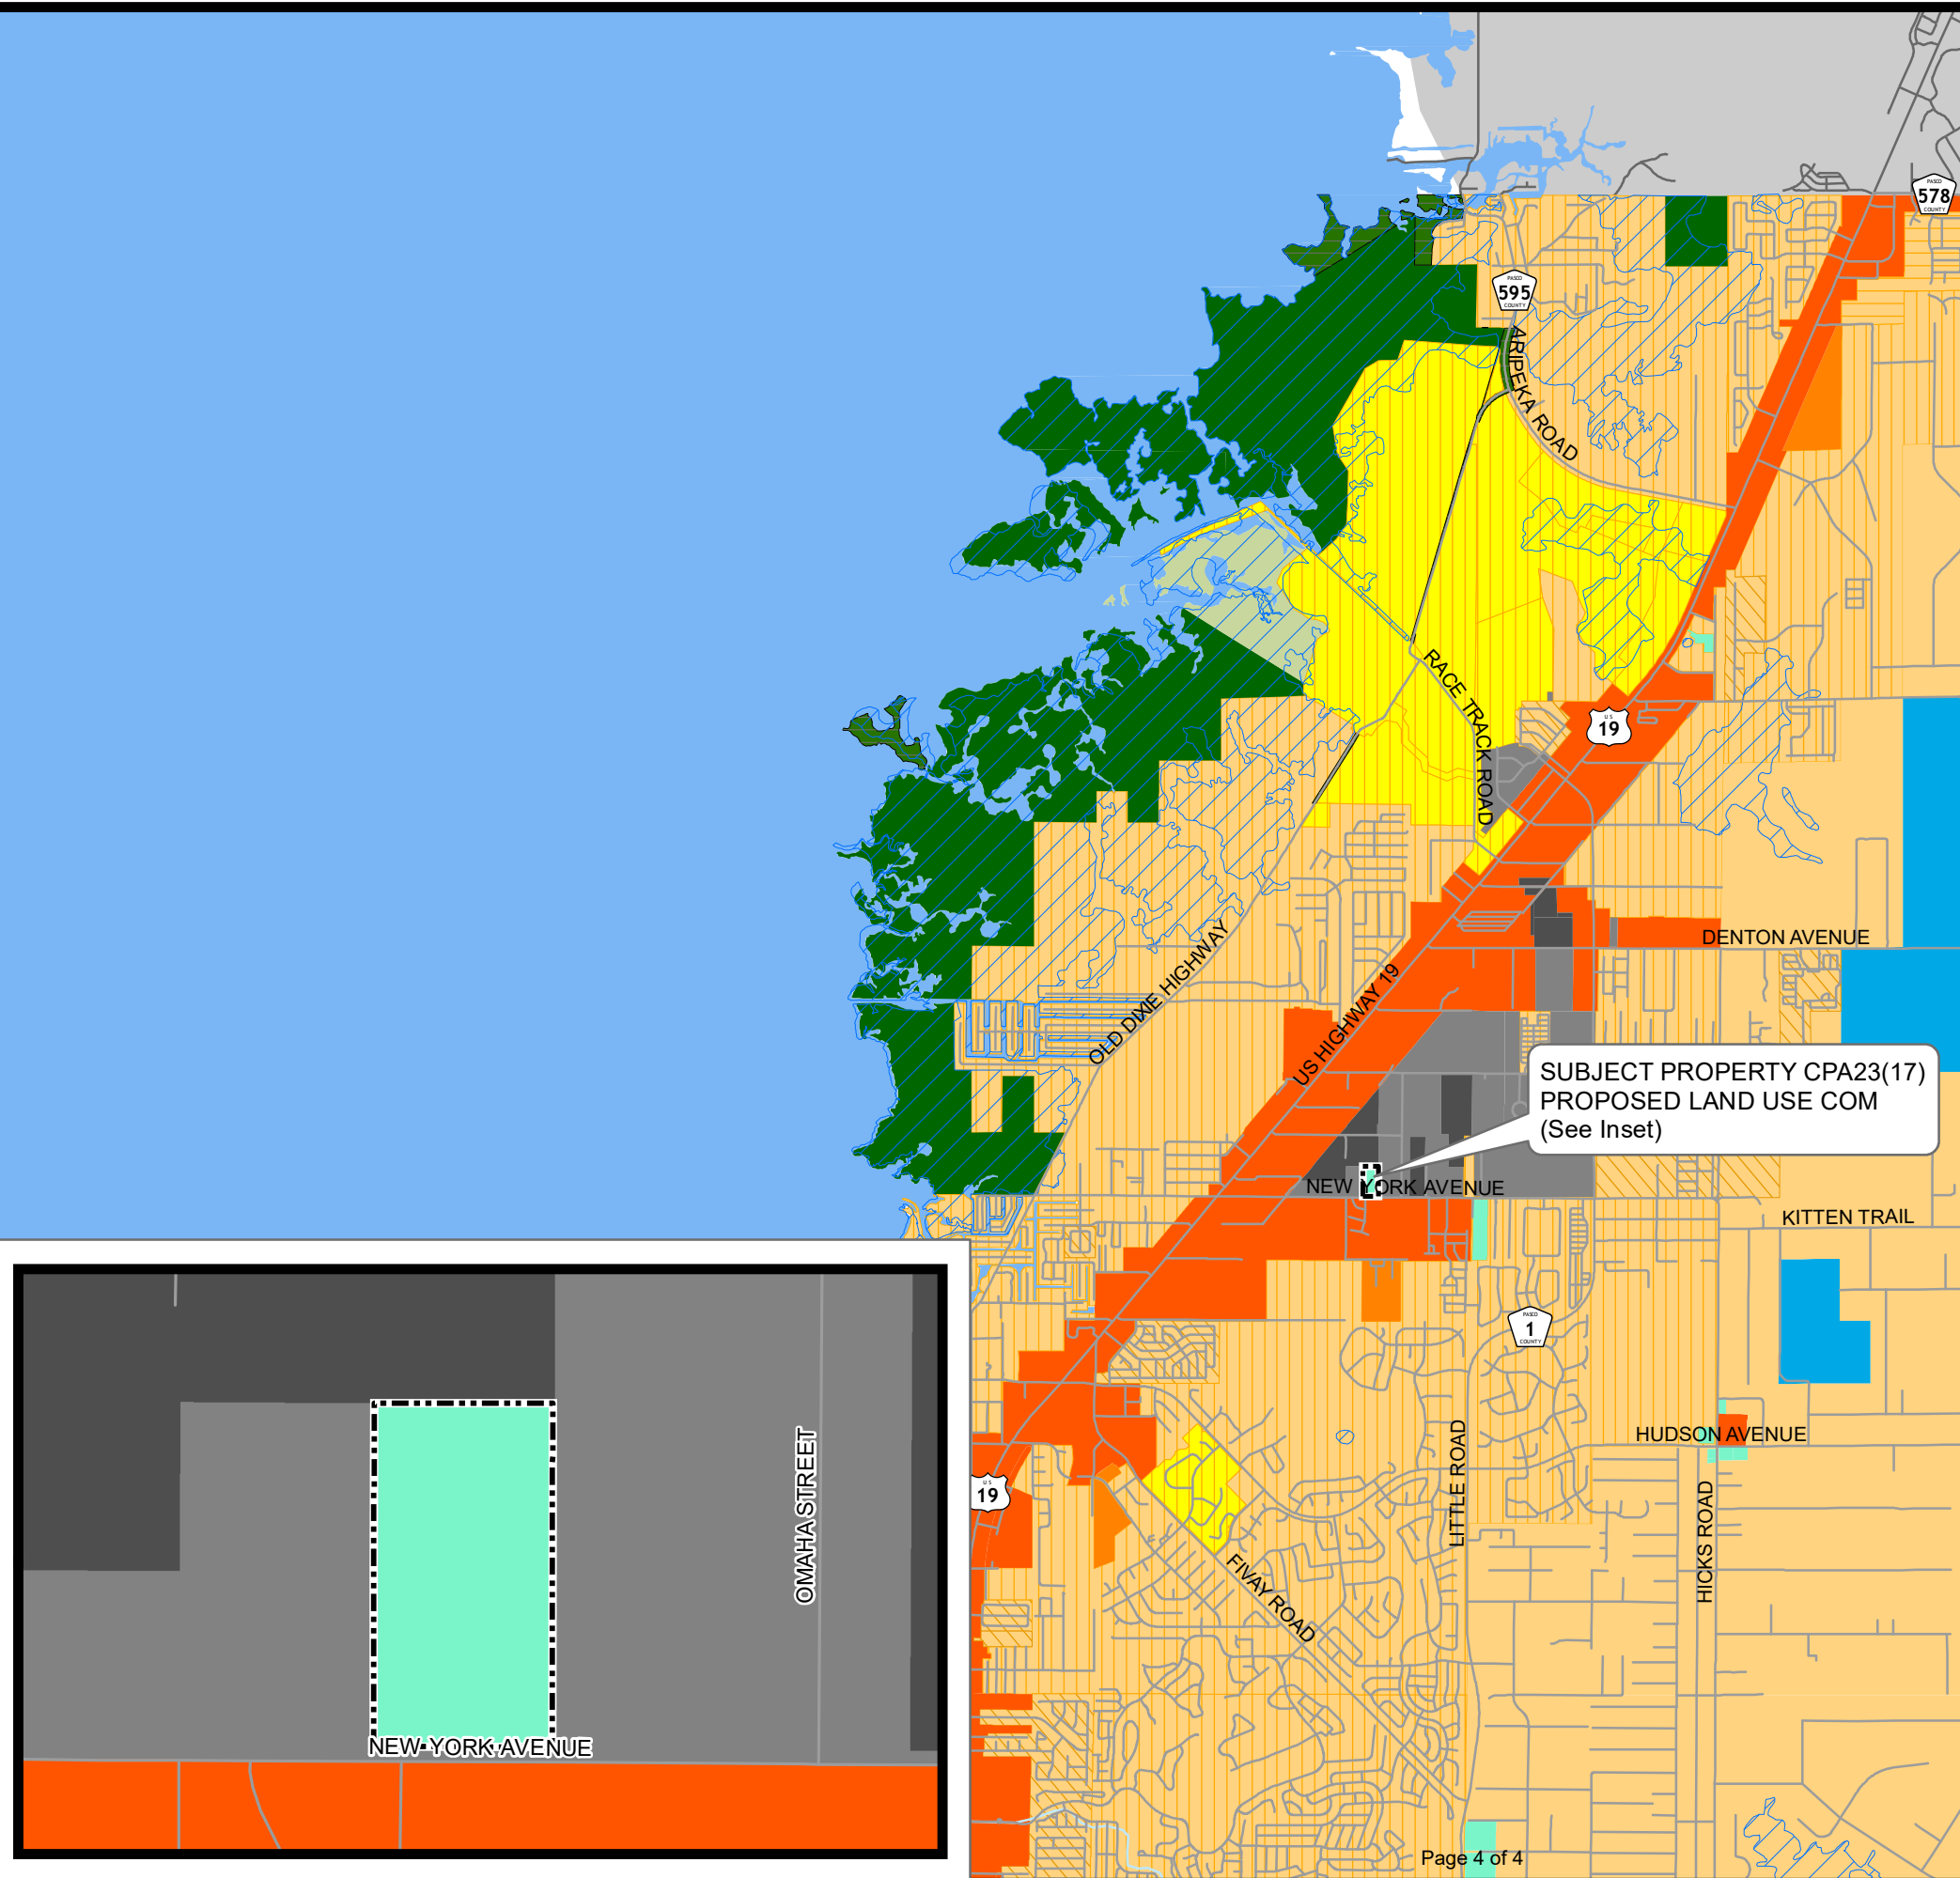 PASCO
578
COUNTY
PASCO
595
COUNTY
ARIPEKA ROAD
RACE TRACK ROAD
US
19
DENTON AVENUE
OLD DIXIE HIGHWAY
US HIGHWAY 19
SUBJECT PROPERTY CPA23(17)
PROPOSED LAND USE COM
(See Inset)
NEW YORK AVENUE
KITTEN TRAIL
PASCO
1
COUNTY
HUDSON AVENUE
LITTLE ROAD
HICKS ROAD
US
19
FIVAY ROAD
OMAHA STREET
NEW YORK AVENUE
Page 4 of 4